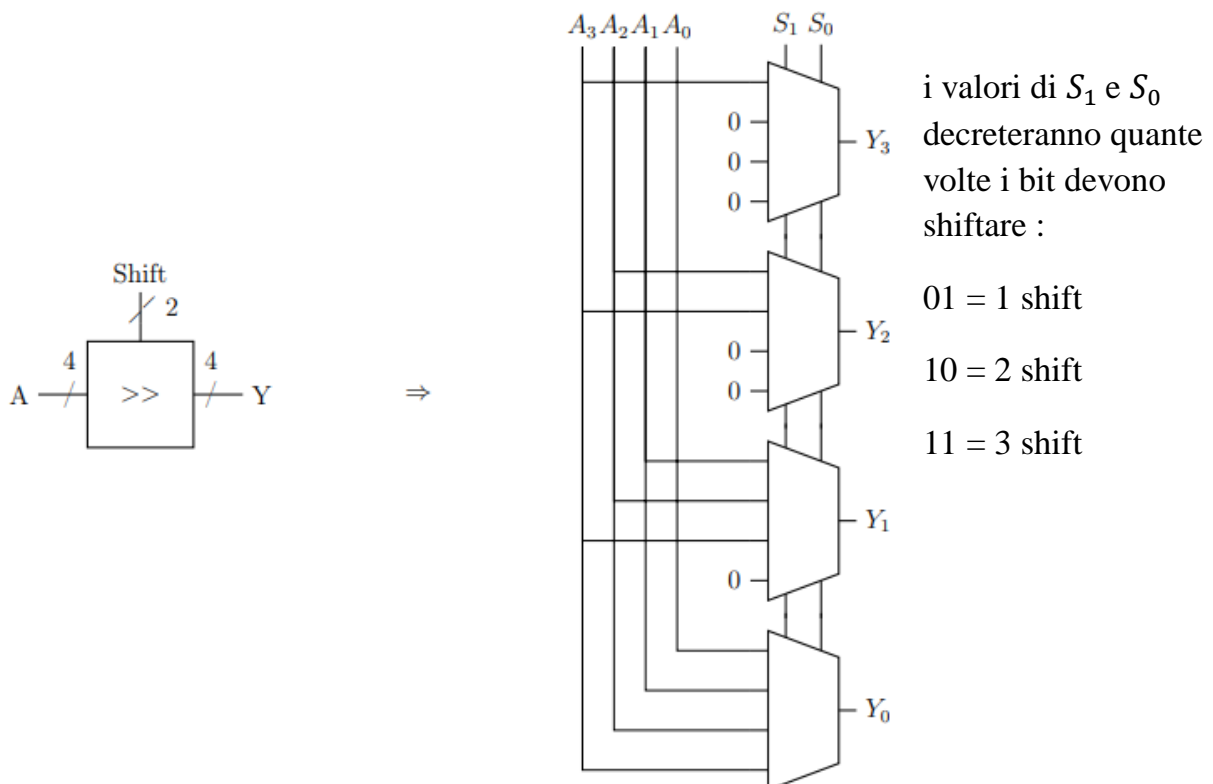 A₃ A₂ A₁ A₀ S₁ S₀
i valori di 𝑆₁ e 𝑆₀
0
decreteranno quante
Y₃
0
volte i bit devono
0
shiftare :
Shift
2
01 = 1 shift
Y₂
0
4 4
10 = 2 shift
A >> Y ⇒
0
11 = 3 shift
Y₁
0
Y₀